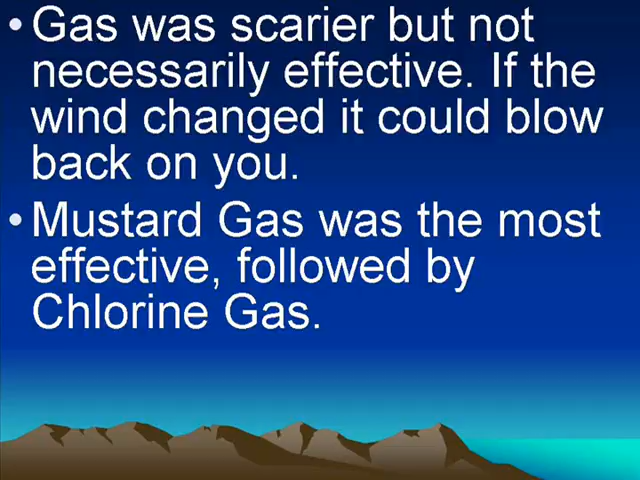 • Gas was scarier but not
necessarily effective. If the
wind changed it could blow
back on you.
• Mustard Gas was the most
effective, followed by
Chlorine Gas.